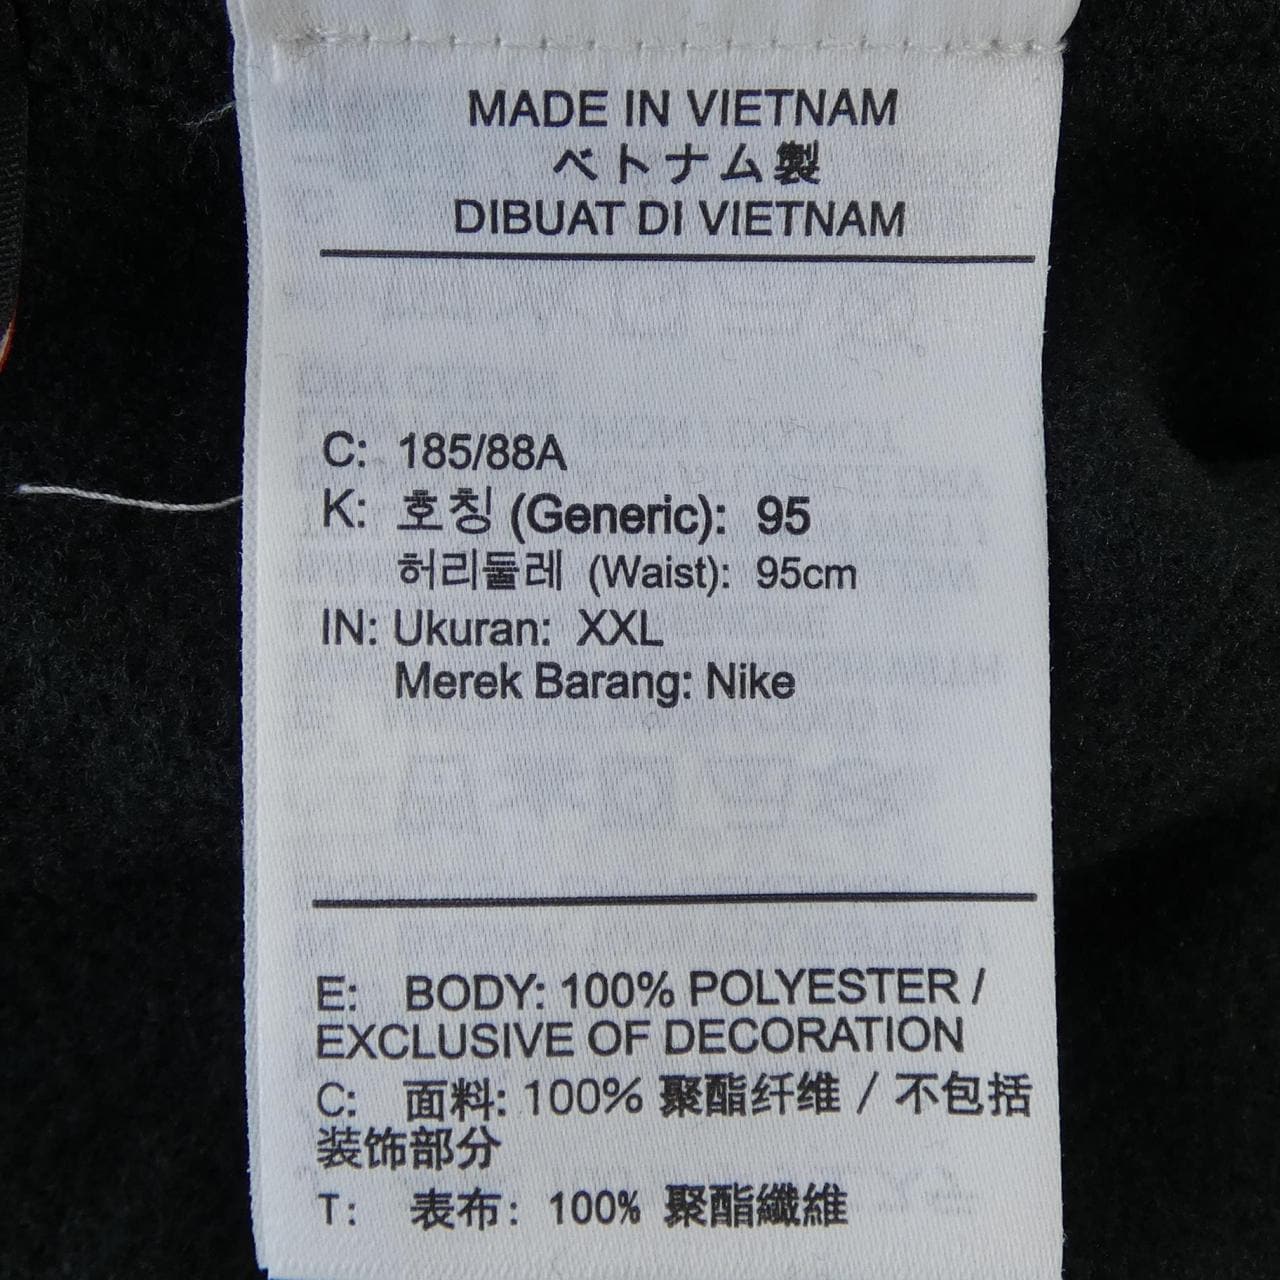 MADE IN VIETNAM
ベトナム製
DIBUAT DI VIETNAM
C: 185/88A
K: 호칭 (Generic): 95
허리둘레 (Waist): 95cm
IN: Ukuran: XXL
Merek Barang: Nike
E: BODY: 100% POLYESTER /
EXCLUSIVE OF DECORATION
C: 面料: 100% 聚酯纤维 / 不包括
装饰部分
T: 表布: 100% 聚酯纖維